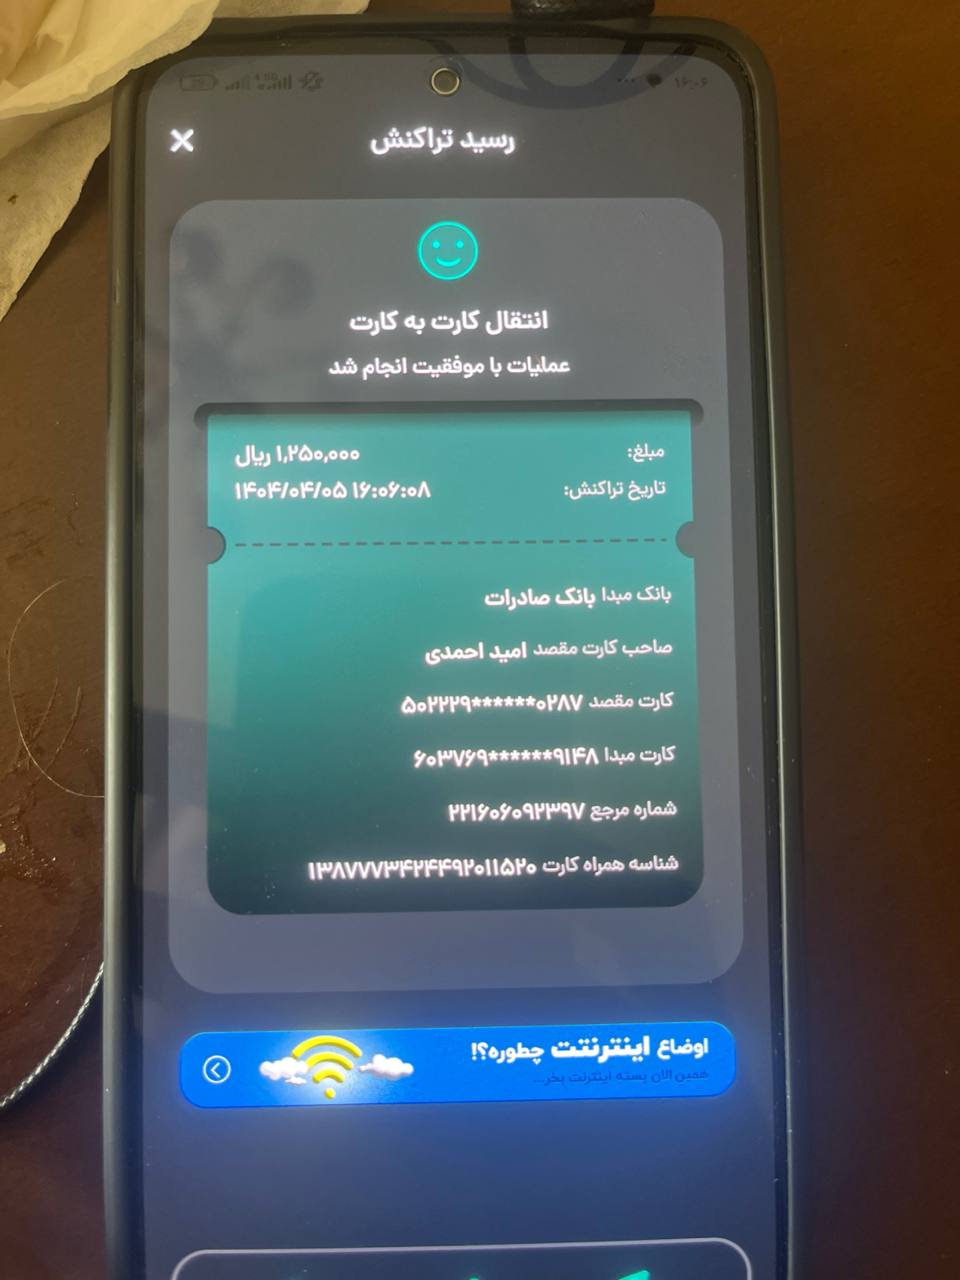 ۱۶:۰۶
رسید تراکنش
انتقال کارت به کارت
عملیات با موفقیت انجام شد
مبلغ: ۱,۲۵۰,۰۰۰ ریال
تاریخ تراکنش: ۱۴۰۴/۰۴/۰۵ ۱۶:۰۶:۰۸
بانک مبدا بانک صادرات
صاحب کارت مقصد امید احمدی
کارت مقصد ۵۰۲۲۲۹******۰۲۸۷
کارت مبدا ۶۰۳۷۶۹******۹۱۴۸
شماره مرجع ۲۲۱۶۰۶۰۹۲۳۹۷
شناسه همراه کارت ۱۳۸۷۷۷۳۴۲۴۴۹۲۰۱۱۵۲۰
اوضاع اینترنتت چطوره؟!
همین الان بسته اینترنت بخر...